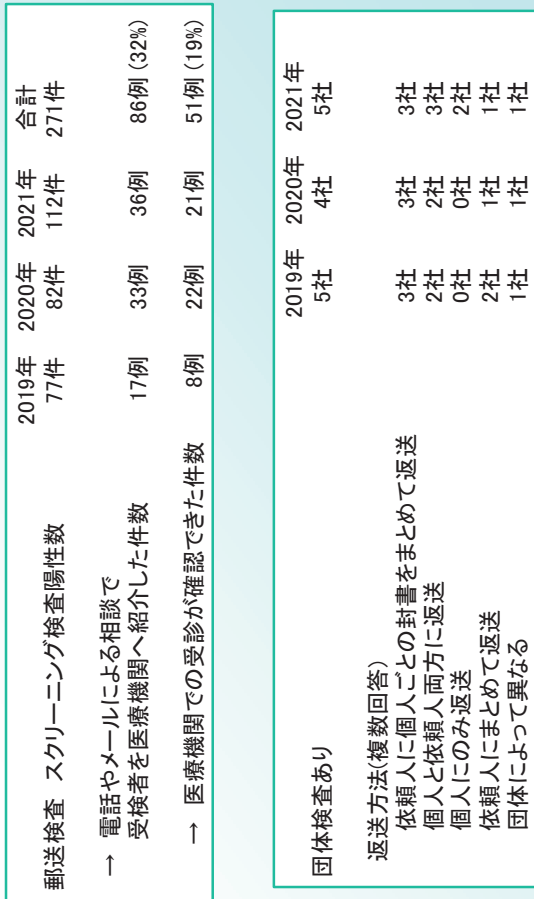 2019年 2020年 2021年 合計
郵送検査 スクリーニング検査陽性数 77件 82件 112件 271件
→ 電話やメールによる相談で
受検者を医療機関へ紹介した件数 17例 33例 36例 86例 (32%)
→ 医療機関での受診が確認できた件数 8例 22例 21例 51例 (19%)
2019年 2020年 2021年
団体検査あり 5社 4社 5社
返送方法(複数回答)
依頼人に個人ごとの封書をまとめて返送 3社 3社 3社
個人と依頼人両方に返送 2社 2社 3社
個人にのみ返送 0社 0社 2社
依頼人にまとめて返送 2社 1社 1社
団体によって異なる 1社 1社 1社